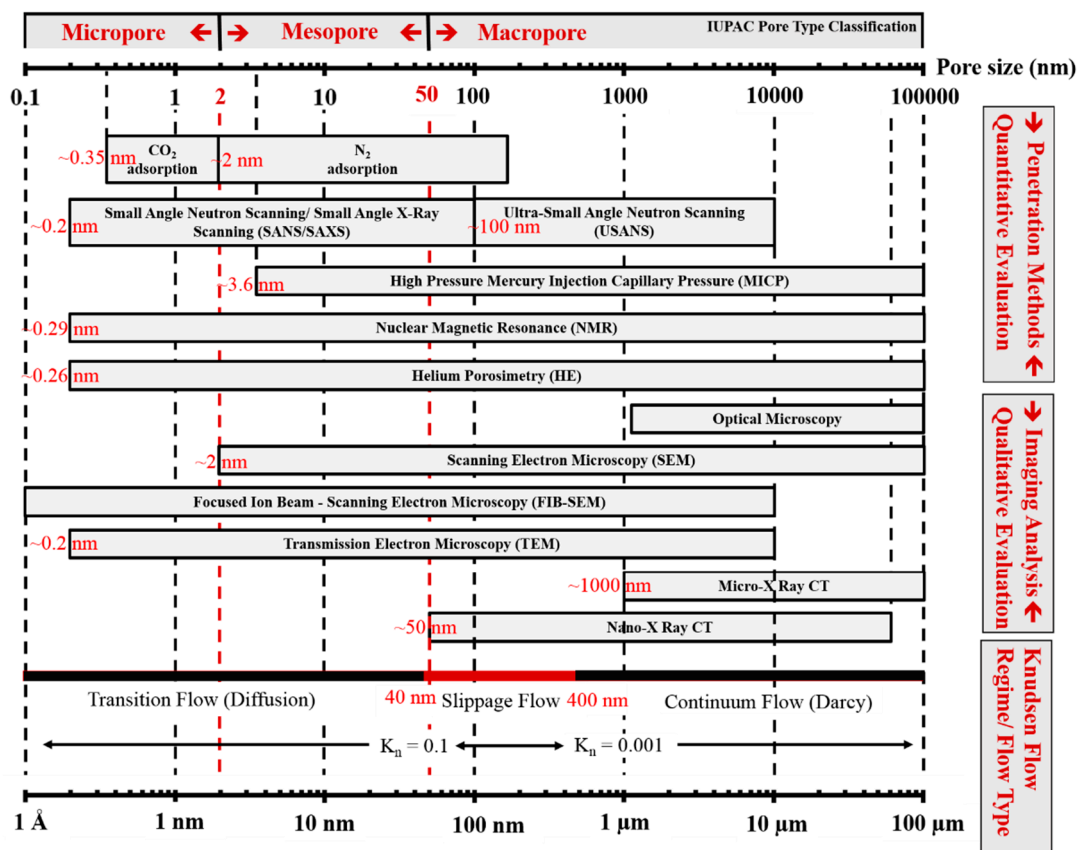 Micropore
Mesopore
Macropore
IUPAC Pore Type Classification
Pore size (nm)
0.1
1
2
10
50
100
1000
10000
100000
~0.35 nm
CO2
adsorption
~2 nm
N2
adsorption
~0.2 nm
Small Angle Neutron Scanning/ Small Angle X-Ray
Scanning (SANS/SAXS)
~100 nm
Ultra-Small Angle Neutron Scanning
(USANS)
~3.6 nm
High Pressure Mercury Injection Capillary Pressure (MICP)
~0.29 nm
Nuclear Magnetic Resonance (NMR)
~0.26 nm
Helium Porosimetry (HE)
Optical Microscopy
~2 nm
Scanning Electron Microscopy (SEM)
Focused Ion Beam - Scanning Electron Microscopy (FIB-SEM)
~0.2 nm
Transmission Electron Microscopy (TEM)
~1000 nm
Micro-X Ray CT
~50 nm
Nano-X Ray CT
Transition Flow (Diffusion)
40 nm
Slippage Flow
400 nm
Continuum Flow (Darcy)
Kn = 0.1
Kn = 0.001
1 Å
1 nm
10 nm
100 nm
1 µm
10 µm
100 µm
Penetration Methods
Quantitative Evaluation
Imaging Analysis
Qualitative Evaluation
Knudsen Flow
Regime/ Flow Type